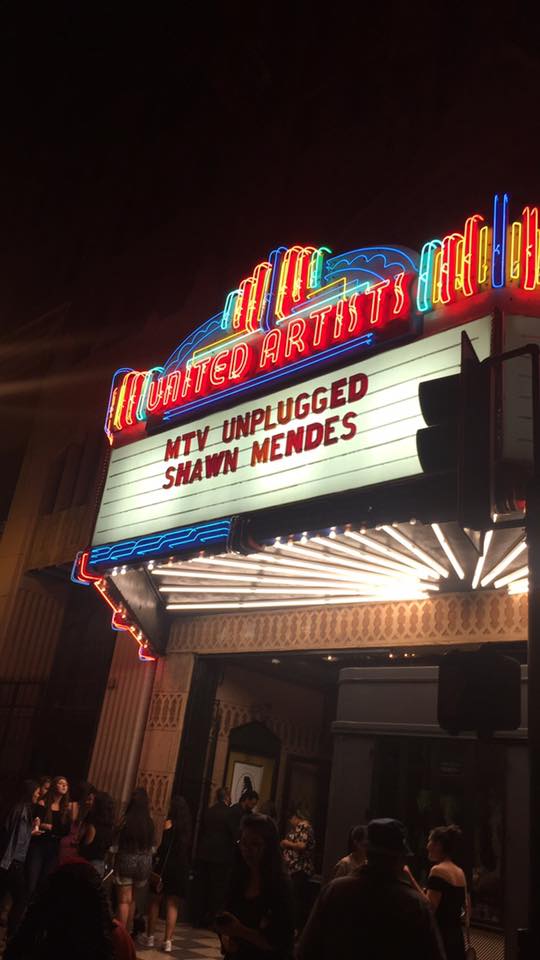 UNITED ARTISTS
MTV UNPLUGGED
SHAWN MENDES